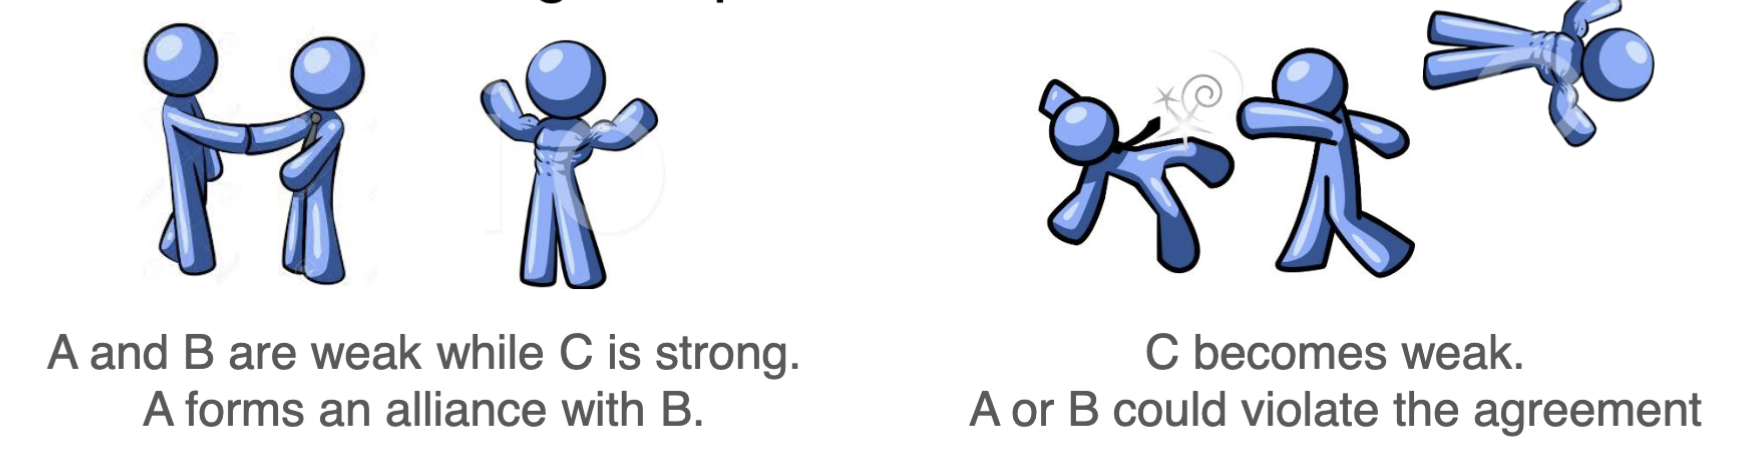 A and B are weak while C is strong.
A forms an alliance with B.
C becomes weak.
A or B could violate the agreement